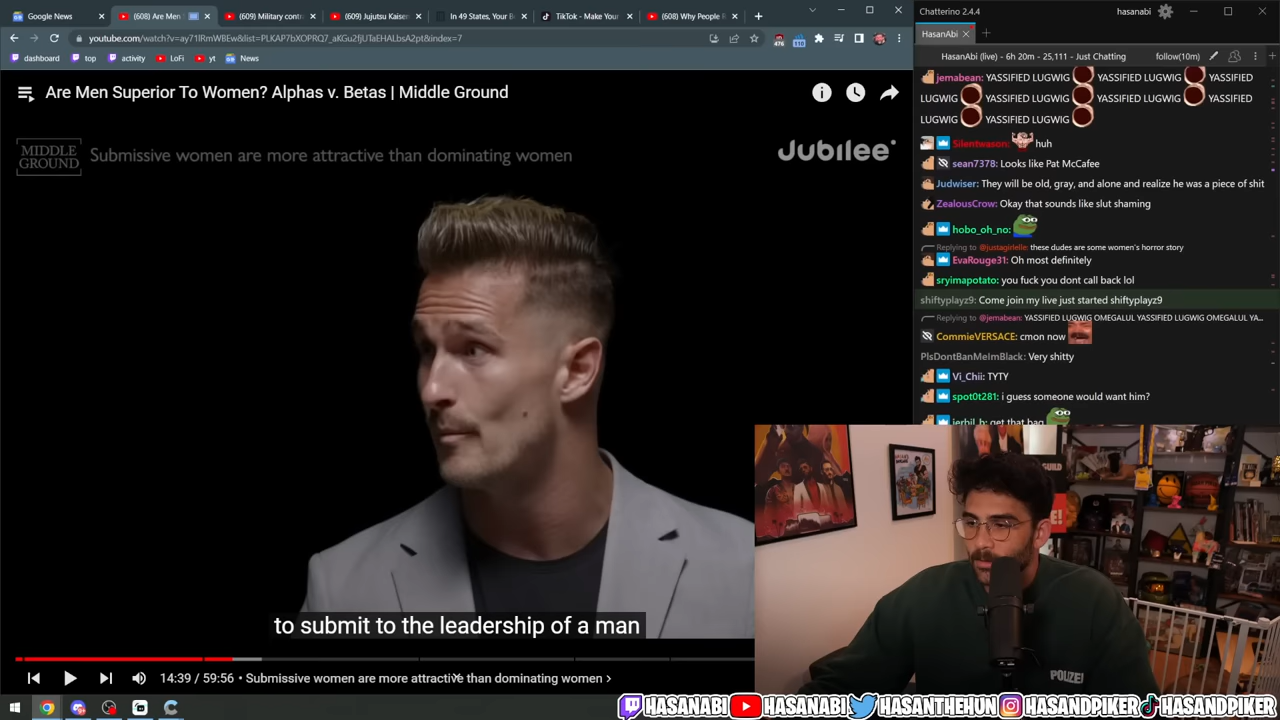 Google News
(608) Are Men
(609) Military cont
(609) Jujutsu Kaisen
In 49 States, Your B
TikTok - Make Your
(608) Why People R
youtube.com/watch?v=ay71lRmWBEw&list=PLKAP7bXOPRQ7_aKGu2fjUTaEHALbsA2pt&index=7
476
110
dashboard
top
activity
LoFi
yt
News
Are Men Superior To Women? Alphas v. Betas | Middle Ground
MIDDLE
GROUND
Submissive women are more attractive than dominating women
Jubilee
to submit to the leadership of a man
14:39 / 59:56 • Submissive women are more attractive than dominating women
Chatterino 2.4.4
hasanabi
HasanAbi
HasanAbi (live) - 6h 20m - 25,111 - Just Chatting
follow(10m)
jemabean: YASSIFIED LUGWIG YASSIFIED LUGWIG YASSIFIED
LUGWIG YASSIFIED LUGWIG YASSIFIED LUGWIG YASSIFIED
LUGWIG YASSIFIED LUGWIG
Silentwason: huh
sean7378: Looks like Pat McCafee
Judwiser: They will be old, gray, and alone and realize he was a piece of shit
ZealousCrow: Okay that sounds like slut shaming
hobo_oh_no:
Replying to @justagirlelle: these dudes are some women's horror story
EvaRouge31: Oh most definitely
sryimapotato: you fuck you dont call back lol
shiftyplayz9: Come join my live just started shiftyplayz9
Replying to @jemabean: YASSIFIED LUGWIG OMEGALUL YASSIFIED LUGWIG OMEGALUL YA...
CommieVERSACE: cmon now
PlsDontBanMeImBlack: Very shitty
Vi_Chii: TYTY
spot0t281: i guess someone would want him?
jerbil_b: get that bag
POLIZEI
HASANABI
HASANABI
HASANTHEHUN
HASANDPIKER
HASANDPIKER